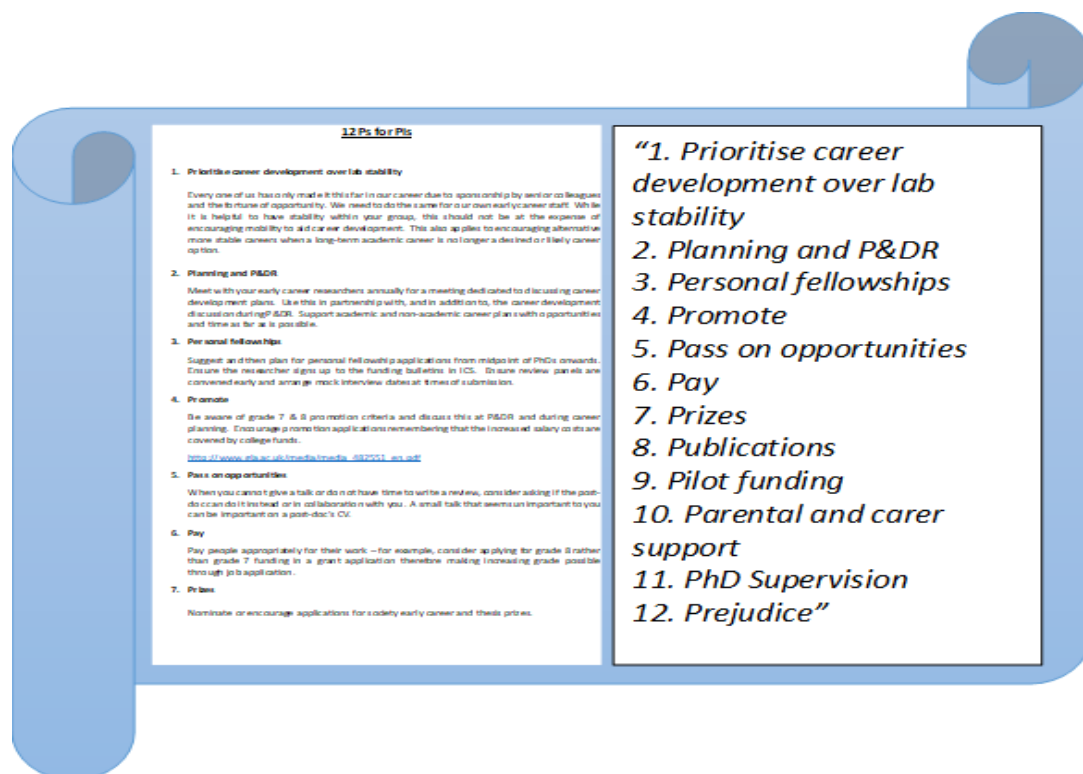 12 Ps for PIs
1. Prioritise career development over lab stability
Every one of us has only made it this far in our career due to sponsorship by senior colleagues
and the fortune of opportunity. We need to do the same for our own early career staff. While
it is helpful to have stability within your group, this should not be at the expense of
encouraging mobility to aid career development. This also applies to encouraging alternative
more stable careers when a long-term academic career is no longer a desired or likely career
option.
2. Planning and P&DR
Meet with your early career researchers annually for a meeting dedicated to discussing career
development plans. Use this in partnership with, and in addition to, the career development
discussion during P&DR. Support academic and non-academic career plans with opportunities
and time as far as is possible.
3. Personal fellowships
Suggest and then plan for personal fellowship applications from midpoint of PhDs onwards.
Ensure the researcher signs up to the funding bulletins in ICS. Ensure review panels are
convened early and arrange mock interview dates at times of submission.
4. Promote
Be aware of grade 7 & 8 promotion criteria and discuss this at P&DR and during career
planning. Encourage promotion applications remembering that the increased salary costs are
covered by college funds.
http://www.gla.ac.uk/media/media_482551_en.pdf
5. Pass on opportunities
When you cannot give a talk or do not have time to write a review, consider asking if the post-
doc can do it instead or in collaboration with you. A small talk that seems unimportant to you
can be important on a post-doc's CV.
6. Pay
Pay people appropriately for their work – for example, consider applying for grade 8 rather
than grade 7 funding in a grant application therefore making increasing grade possible
through job application.
7. Prizes
Nominate or encourage applications for society early career and thesis prizes.
“1. Prioritise career
development over lab
stability
2. Planning and P&DR
3. Personal fellowships
4. Promote
5. Pass on opportunities
6. Pay
7. Prizes
8. Publications
9. Pilot funding
10. Parental and carer
support
11. PhD Supervision
12. Prejudice”